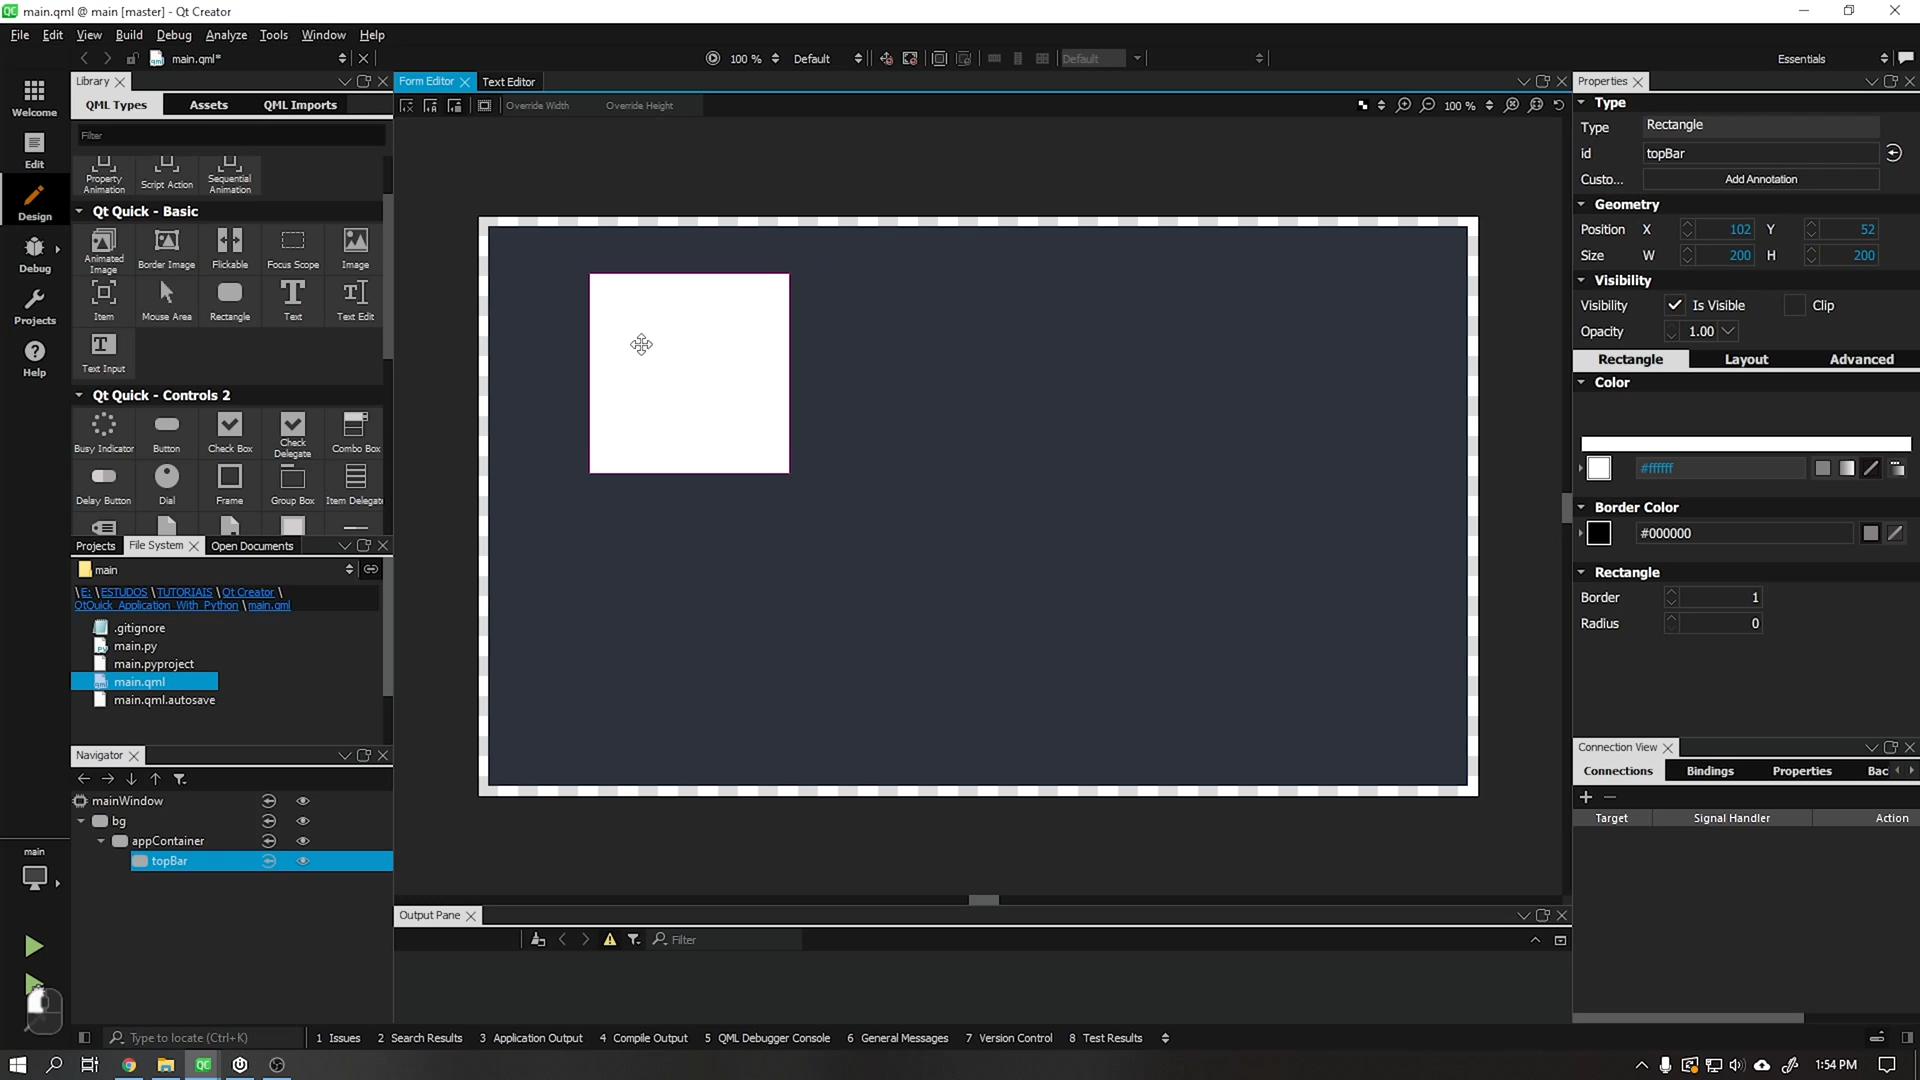 main.qml @ main [master] - Qt Creator
File Edit View Build Debug Analyze Tools Window Help
main.qml* 100 % Default Default Essentials
Welcome
Edit
Design
Debug
Projects
Help
main
Library
QML Types Assets QML Imports
Filter
Property Animation Script Action Sequential Animation
Qt Quick - Basic
Animated Image Border Image Flickable Focus Scope Image
Item Mouse Area Rectangle Text Text Edit
Text Input
Qt Quick - Controls 2
Busy Indicator Button Check Box Check Delegate Combo Box
Delay Button Dial Frame Group Box Item Delegate
Projects File System Open Documents
main
\E: \ESTUDOS \TUTORIAIS \Qt Creator \
QtQuick_Application_With_Python \main.qml
.gitignore
main.py
main.pyproject
main.qml
main.qml.autosave
Navigator
mainWindow
bg
appContainer
topBar
Form Editor Text Editor
Override Width Override Height 100 %
Output Pane
Filter
Properties
Type
Type Rectangle
id topBar
Custo... Add Annotation
Geometry
Position X 102 Y 52
Size W 200 H 200
Visibility
Visibility Is Visible Clip
Opacity 1.00
Rectangle Layout Advanced
Color
#ffffff
Border Color
#000000
Rectangle
Border 1
Radius 0
Connection View
Connections Bindings Properties Bac
Target Signal Handler Action
Type to locate (Ctrl+K) 1 Issues 2 Search Results 3 Application Output 4 Compile Output 5 QML Debugger Console 6 General Messages 7 Version Control 8 Test Results
1:54 PM